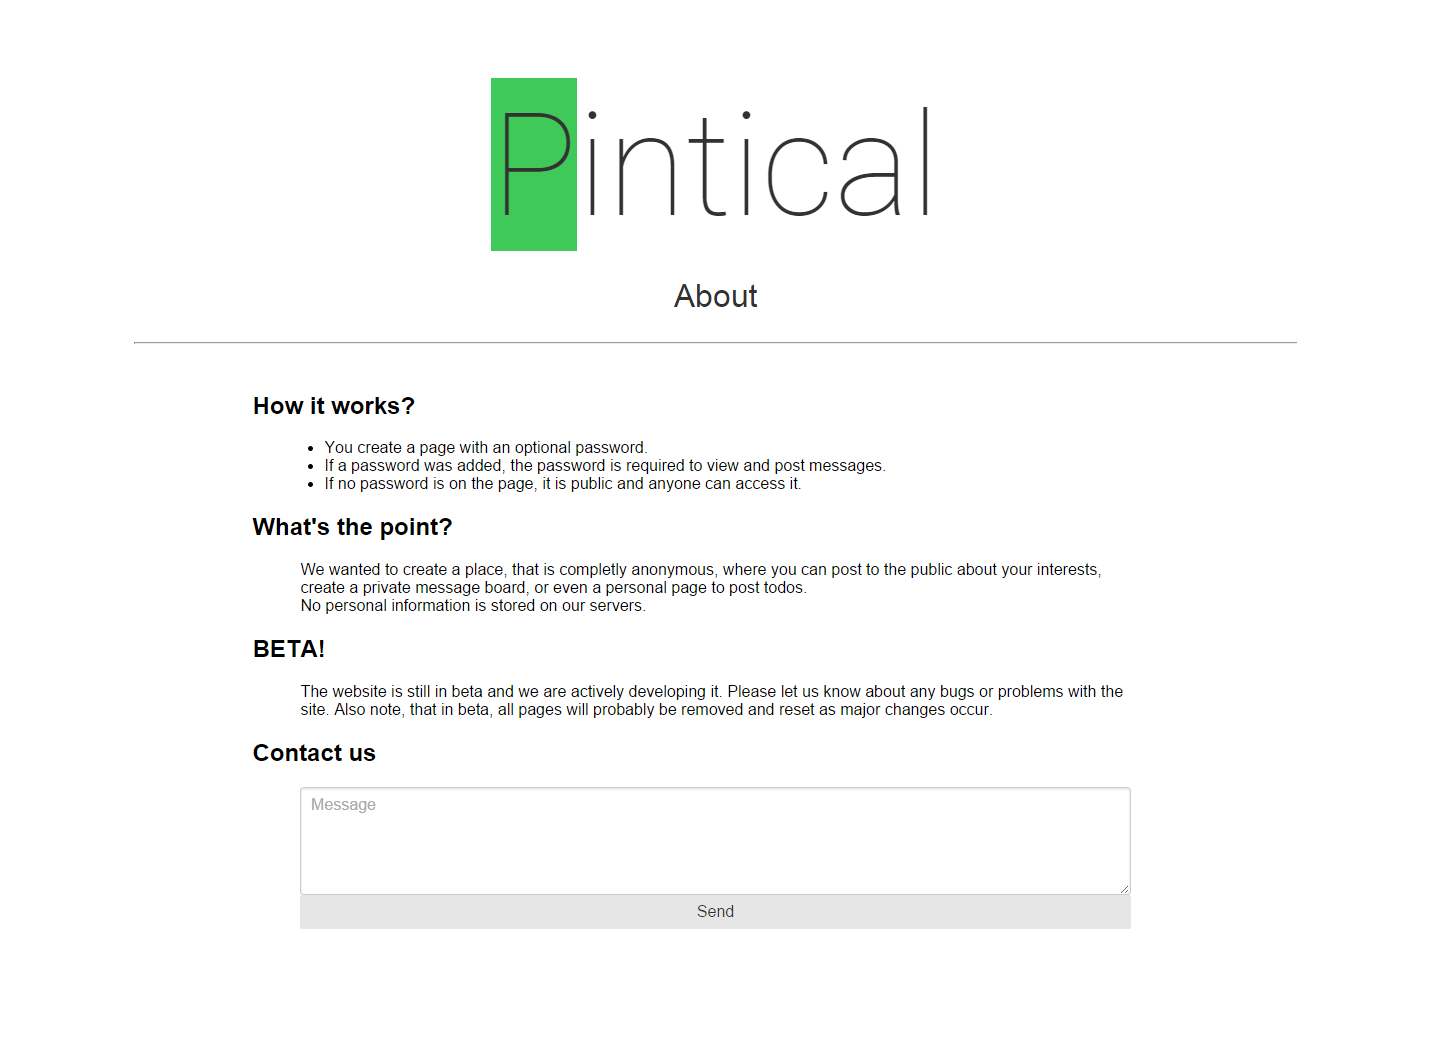 Pintical
About
How it works?
• You create a page with an optional password.
• If a password was added, the password is required to view and post messages.
• If no password is on the page, it is public and anyone can access it.
What's the point?
We wanted to create a place, that is completly anonymous, where you can post to the public about your interests,
create a private message board, or even a personal page to post todos.
No personal information is stored on our servers.
BETA!
The website is still in beta and we are actively developing it. Please let us know about any bugs or problems with the
site. Also note, that in beta, all pages will probably be removed and reset as major changes occur.
Contact us
Message
Send